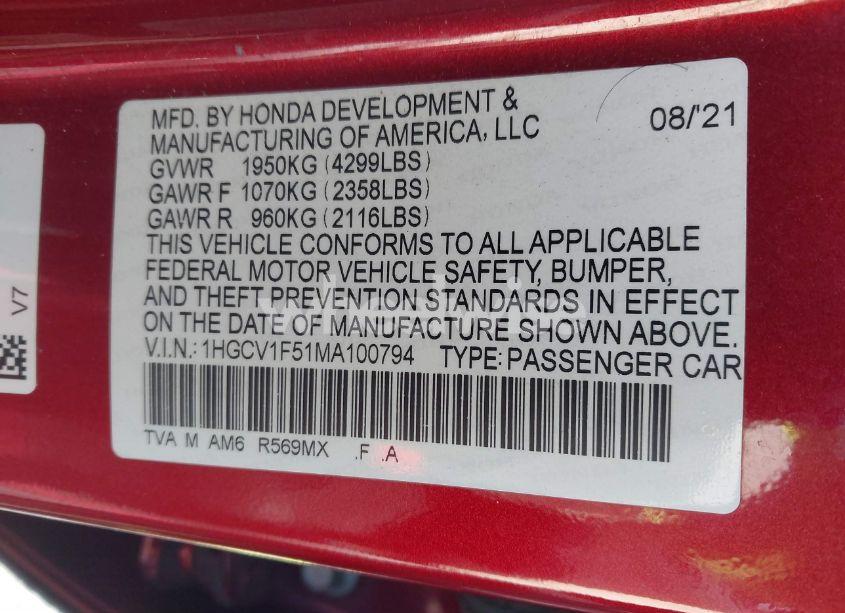 MFD. BY HONDA DEVELOPMENT &
MANUFACTURING OF AMERICA, LLC
08/'21
GVWR 1950KG (4299LBS)
GAWR F 1070KG (2358LBS)
GAWR R 960KG (2116LBS)
THIS VEHICLE CONFORMS TO ALL APPLICABLE
FEDERAL MOTOR VEHICLE SAFETY, BUMPER,
AND THEFT PREVENTION STANDARDS IN EFFECT
ON THE DATE OF MANUFACTURE SHOWN ABOVE.
V.I.N.: 1HGCV1F51MA100794 TYPE: PASSENGER CAR
TVA M AM6 R569MX .F .A
V7